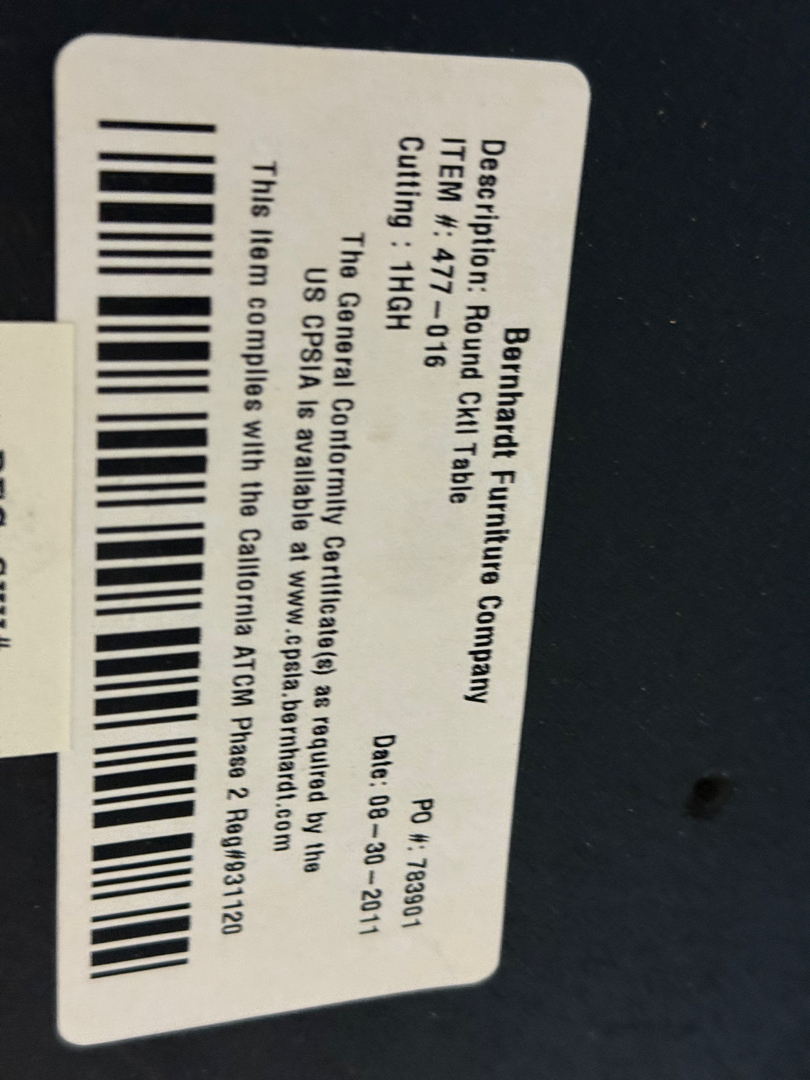 Bernhardt Furniture Company
Description: Round Cktl Table
ITEM #: 477-016
PO #: 783901
Cutting : 1HGH
Date: 08-30-2011
The General Conformity Certificate(s) as required by the
US CPSIA is available at www.cpsia.bernhardt.com
This item complies with the California ATCM Phase 2 Reg#931120